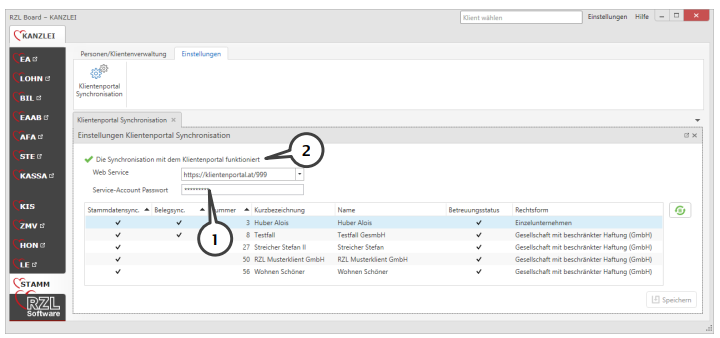 RZL Board – KANZLEI
Klient wählen
Einstellungen Hilfe
KANZLEI
EA
LOHN
BIL
EAAB
AFA
STE
KASSA
KIS
ZMV
HON
LE
STAMM
RZL
Software
Personen/Klientenverwaltung Einstellungen
Klientenportal
Synchronisation
Klientenportal Synchronisation
Einstellungen Klientenportal Synchronisation
Die Synchronisation mit dem Klientenportal funktioniert
2
Web Service https://klientenportal.at/999
Service-Account Passwort *********
1
Stammdatensync. Belegsync. Kurzbezeichnung Name Betreuungsstatus Rechtsform
3 Huber Alois Huber Alois Einzelunternehmen
8 Testfall Testfall GesmbH Gesellschaft mit beschränkter Haftung (GmbH)
27 Streicher Stefan II Streicher Stefan Gesellschaft mit beschränkter Haftung (GmbH)
50 RZL Musterklient GmbH RZL Musterklient GmbH Gesellschaft mit beschränkter Haftung (GmbH)
56 Wohnen Schöner Wohnen Schöner Gesellschaft mit beschränkter Haftung (GmbH)
Speichern